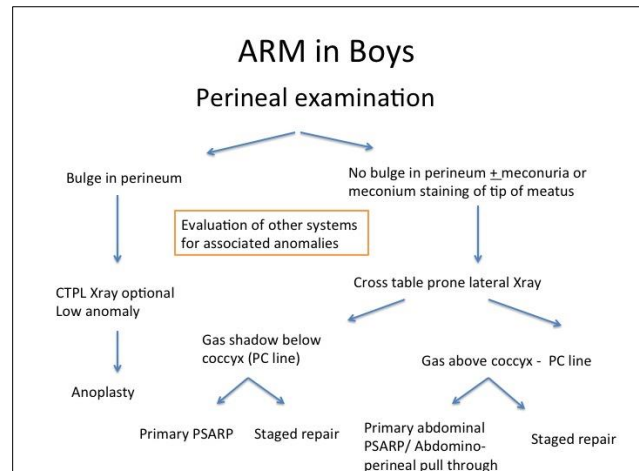 ARM in Boys
Perineal examination
Bulge in perineum
No bulge in perineum + meconuria or
meconium staining of tip of meatus
Evaluation of other systems
for associated anomalies
CTPL Xray optional
Low anomaly
Cross table prone lateral Xray
Gas shadow below
coccyx (PC line)
Gas above coccyx - PC line
Anoplasty
Primary PSARP
Staged repair
Primary abdominal
PSARP/ Abdomino-
perineal pull through
Staged repair